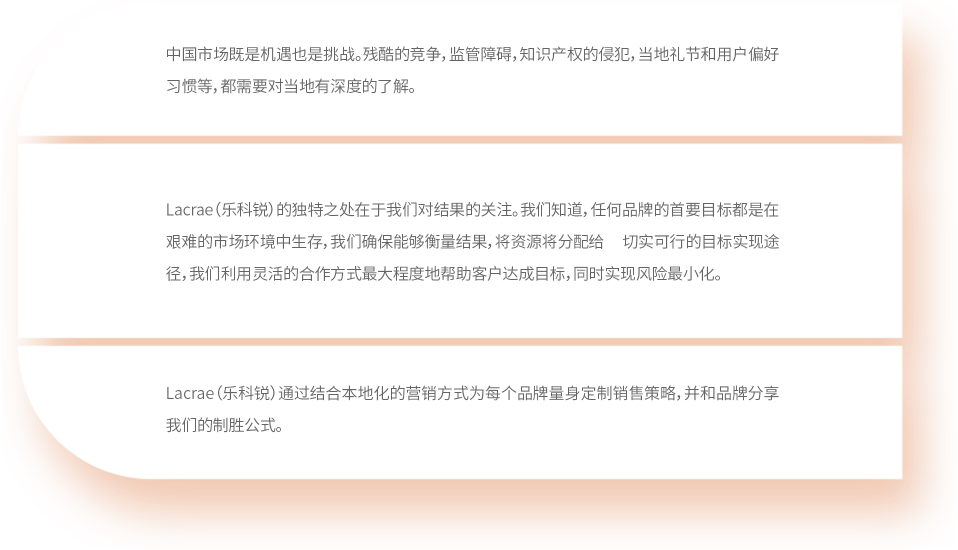 中国市场既是机遇也是挑战。残酷的竞争，监管障碍，知识产权的侵犯，当地礼节和用户偏好
习惯等，都需要对当地有深度的了解。
Lacrae（乐科锐）的独特之处在于我们对结果的关注。我们知道，任何品牌的首要目标都是在
艰难的市场环境中生存，我们确保能够衡量结果，将资源将分配给　切实可行的目标实现途
径，我们利用灵活的合作方式最大程度地帮助客户达成目标，同时实现风险最小化。
Lacrae（乐科锐）通过结合本地化的营销方式为每个品牌量身定制销售策略，并和品牌分享
我们的制胜公式。